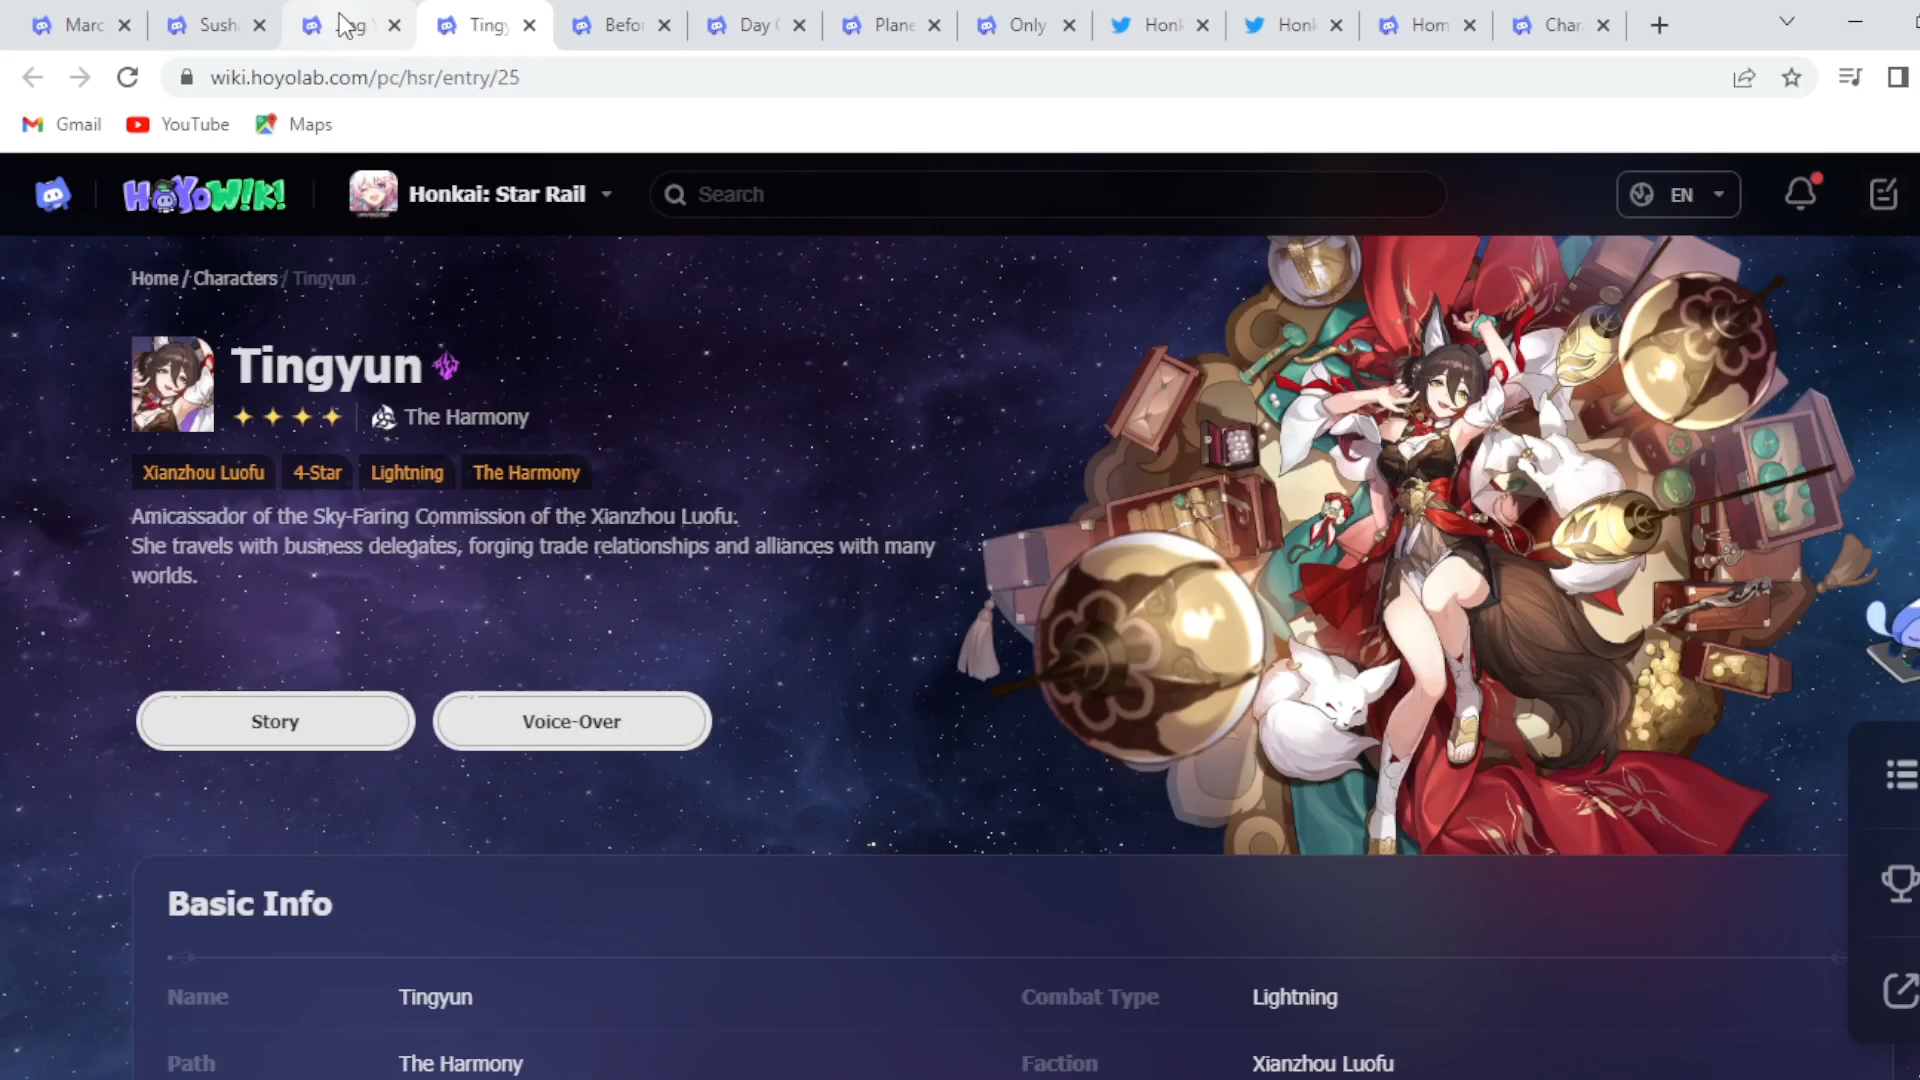 Marc
Sush
Ting
Befor
Day
Plane
Only
Honk
Honk
Hom
Char
wiki.hoyolab.com/pc/hsr/entry/25
Gmail
YouTube
Maps
HOYOWIKI
Honkai: Star Rail
Search
EN
Home / Characters / Tingyun
Tingyun
The Harmony
Xianzhou Luofu
4-Star
Lightning
The Harmony
Amicassador of the Sky-Faring Commission of the Xianzhou Luofu.
She travels with business delegates, forging trade relationships and alliances with many
worlds.
Story
Voice-Over
Basic Info
Name
Tingyun
Combat Type
Lightning
Path
The Harmony
Faction
Xianzhou Luofu